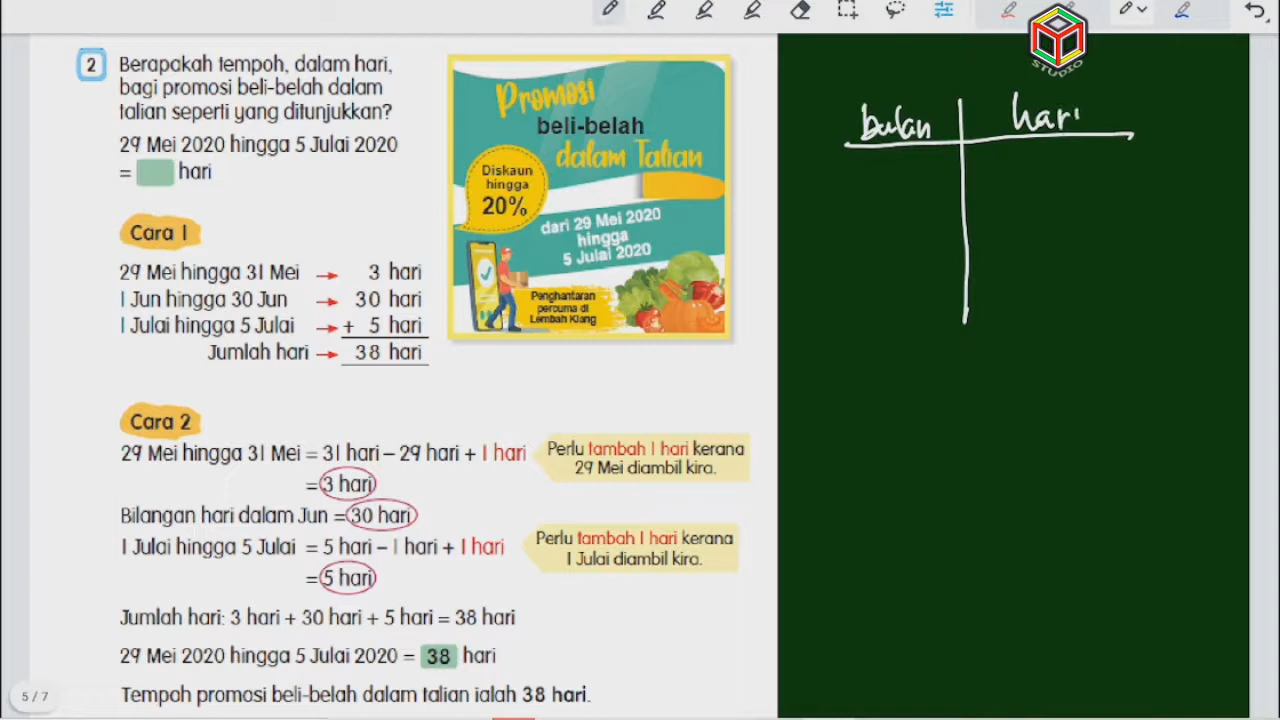 2
Berapakah tempoh, dalam hari,
bagi promosi beli-belah dalam
talian seperti yang ditunjukkan?
29 Mei 2020 hingga 5 Julai 2020
= hari
Promosi
beli-belah
dalam Talian
Diskaun
hingga
20%
dari 29 Mei 2020
hingga
5 Julai 2020
Penghantaran
percuma di
Lembah Klang
Cara 1
29 Mei hingga 31 Mei → 3 hari
1 Jun hingga 30 Jun → 30 hari
1 Julai hingga 5 Julai → + 5 hari
Jumlah hari → 38 hari
Cara 2
29 Mei hingga 31 Mei = 31 hari – 29 hari + 1 hari
= 3 hari
Perlu tambah 1 hari kerana
29 Mei diambil kira.
Bilangan hari dalam Jun = 30 hari
1 Julai hingga 5 Julai = 5 hari – 1 hari + 1 hari
= 5 hari
Perlu tambah 1 hari kerana
1 Julai diambil kira.
Jumlah hari: 3 hari + 30 hari + 5 hari = 38 hari
29 Mei 2020 hingga 5 Julai 2020 = 38 hari
Tempoh promosi beli-belah dalam talian ialah 38 hari.
5 / 7
STUDIO
bulan hari